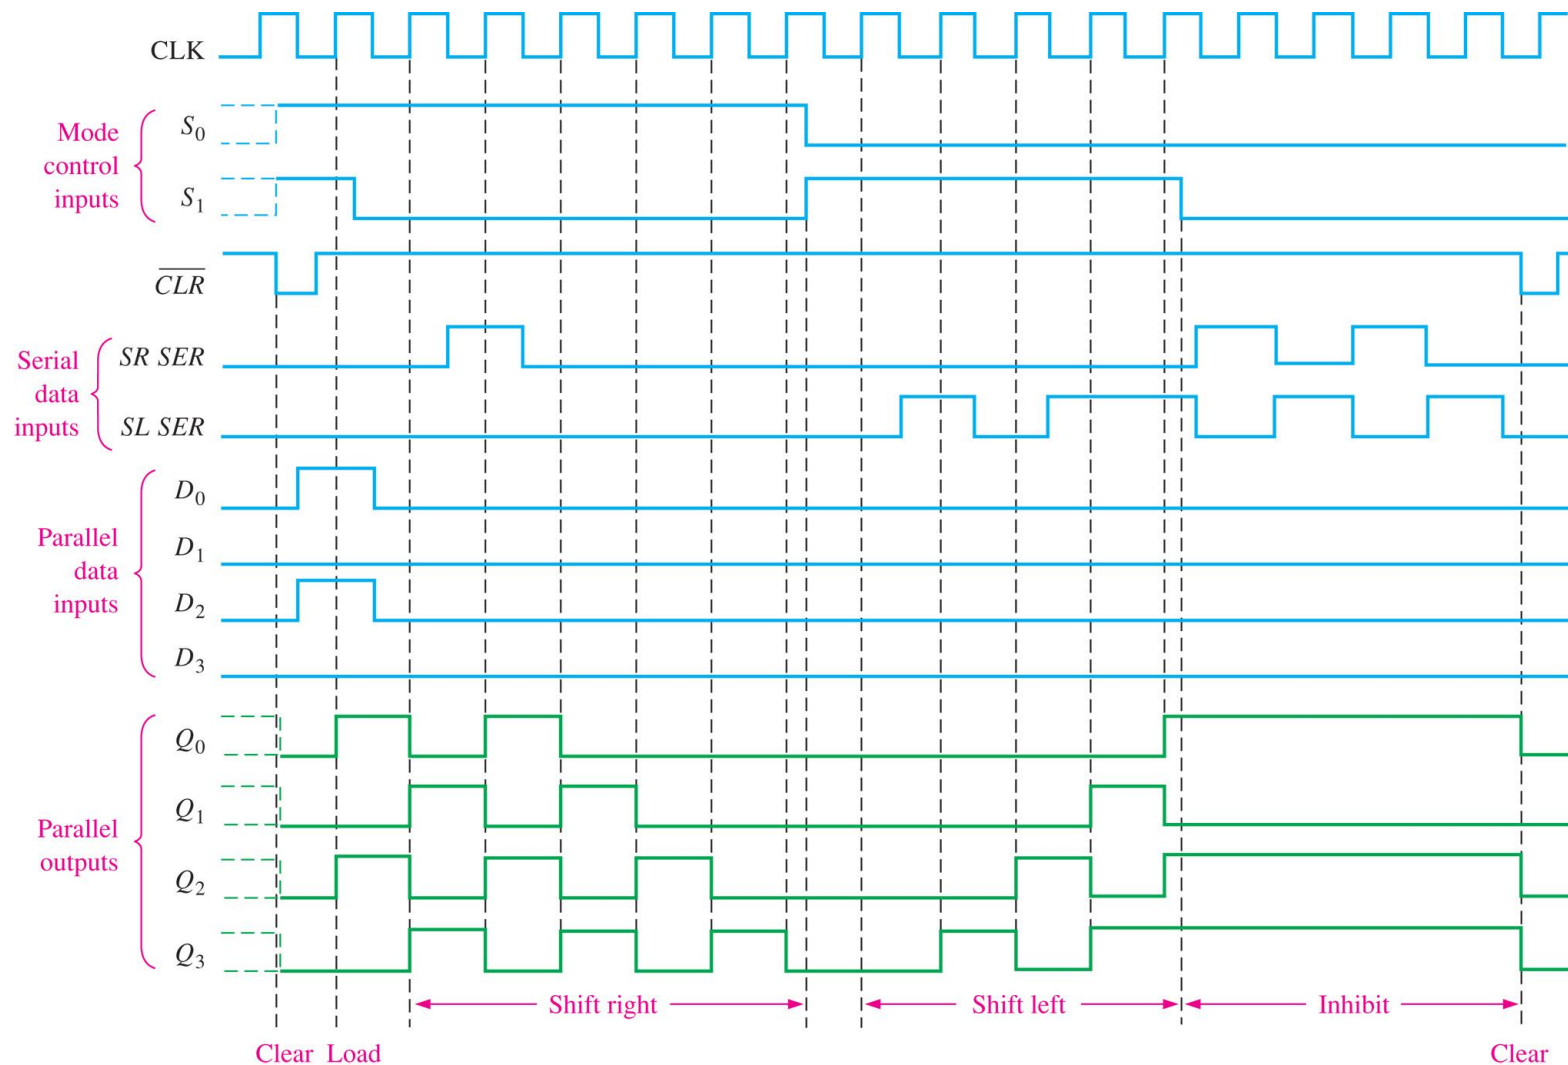 CLK
Mode
control
inputs
S0
S1
CLR
Serial
data
inputs
SR SER
SL SER
Parallel
data
inputs
D0
D1
D2
D3
Parallel
outputs
Q0
Q1
Q2
Q3
Shift right
Shift left
Inhibit
Clear
Load
Clear